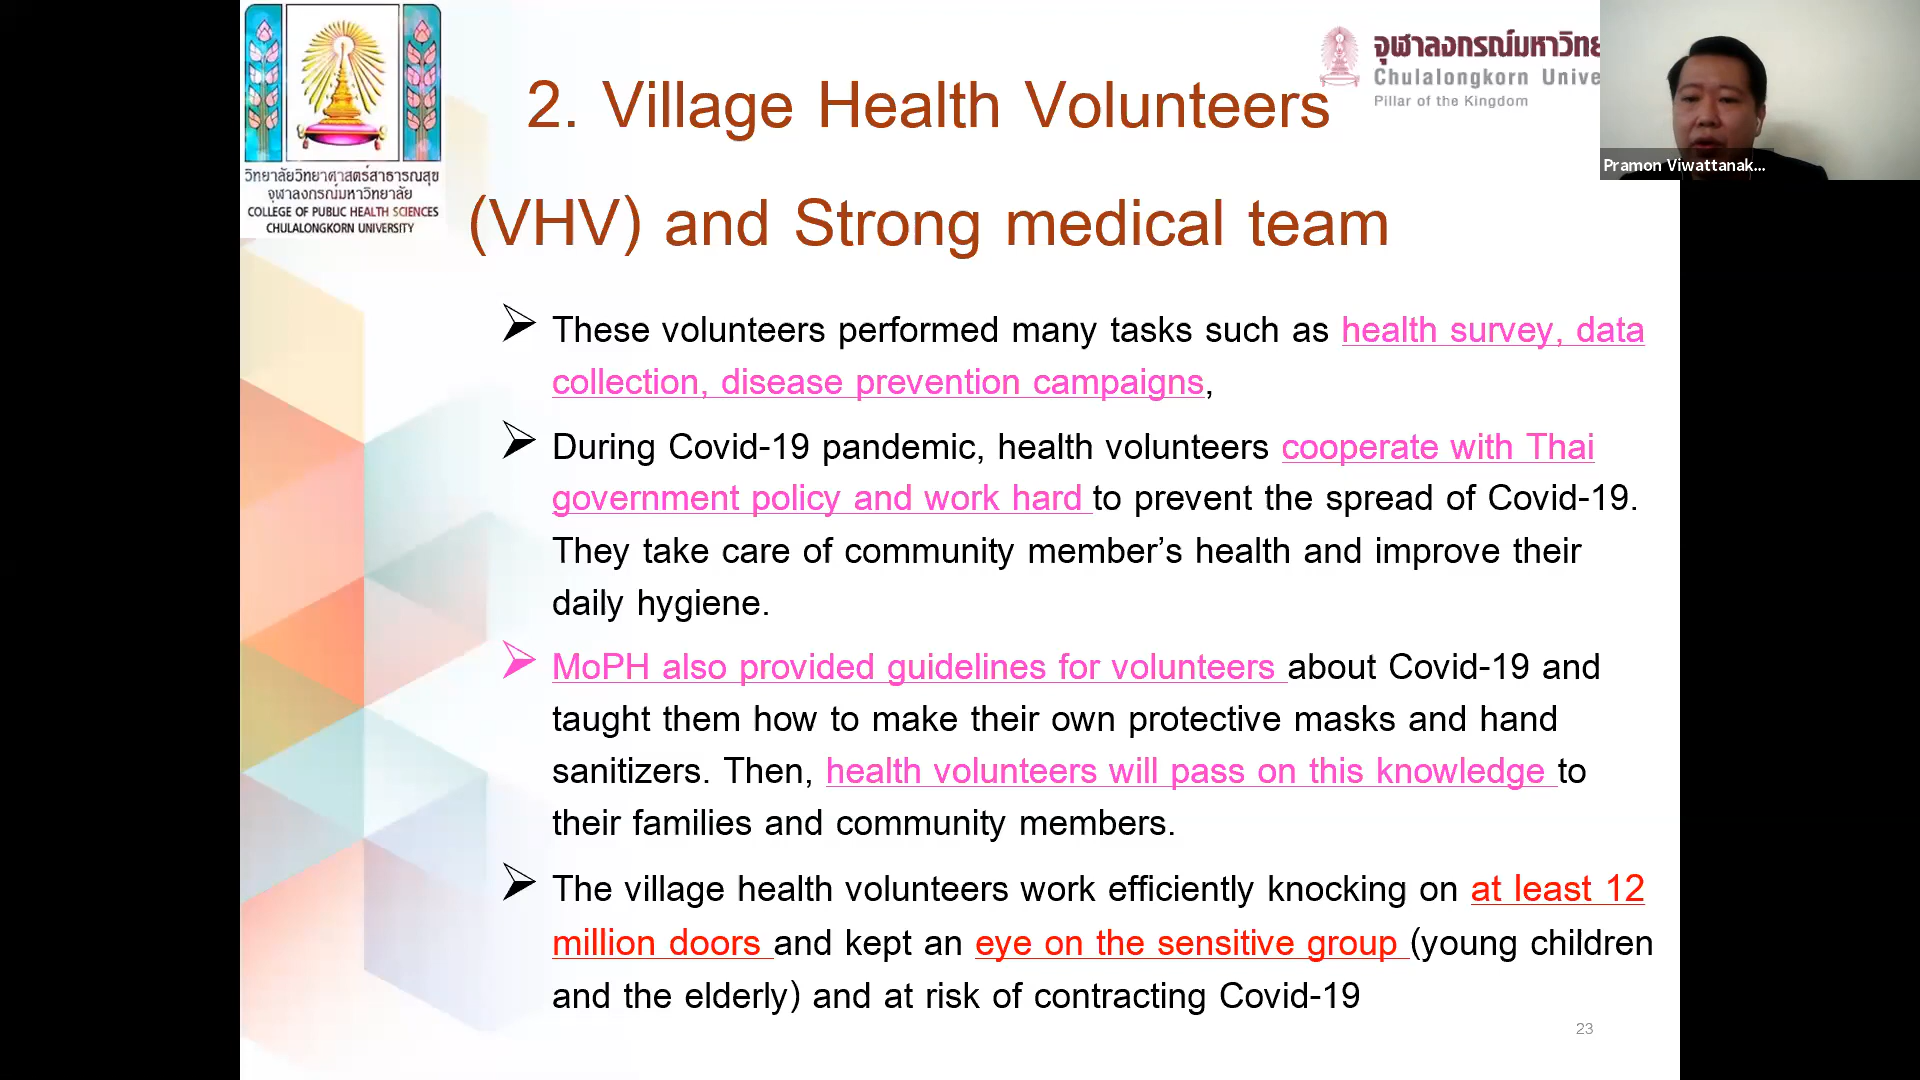 วิทยาลัยวิทยาศาสตร์สาธารณสุข
จุฬาลงกรณ์มหาวิทยาลัย
COLLEGE OF PUBLIC HEALTH SCIENCES
CHULALONGKORN UNIVERSITY
จุฬาลงกรณ์มหาวิทย
Chulalongkorn Unive
Pillar of the Kingdom
Pramon Viwattanak...
2. Village Health Volunteers
(VHV) and Strong medical team
These volunteers performed many tasks such as health survey, data
collection, disease prevention campaigns,
During Covid-19 pandemic, health volunteers cooperate with Thai
government policy and work hard to prevent the spread of Covid-19.
They take care of community member’s health and improve their
daily hygiene.
MoPH also provided guidelines for volunteers about Covid-19 and
taught them how to make their own protective masks and hand
sanitizers. Then, health volunteers will pass on this knowledge to
their families and community members.
The village health volunteers work efficiently knocking on at least 12
million doors and kept an eye on the sensitive group (young children
and the elderly) and at risk of contracting Covid-19
23